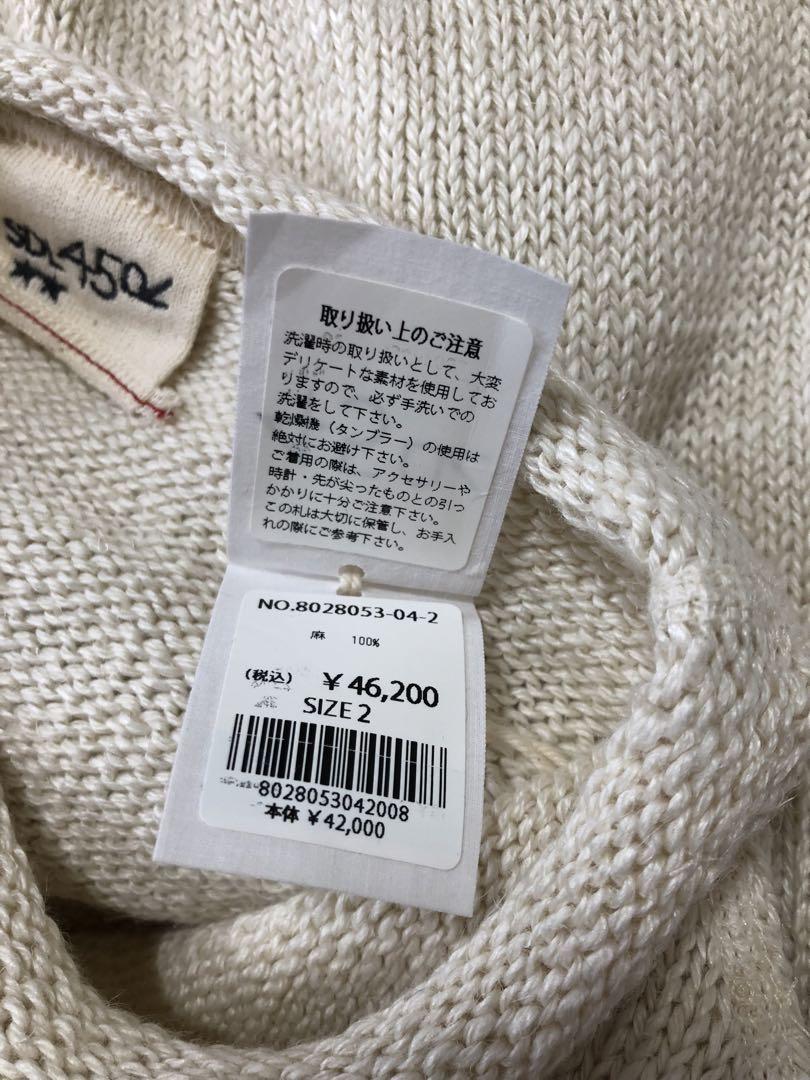 45R
取り扱い上のご注意
洗濯時の取り扱いとして、大変
デリケートな素材を使用してお
りますので、必ず手洗いでの
洗濯をして下さい。
乾燥機（タンブラー）の使用は
絶対にお避け下さい。
ご着用の際は、アクセサリーや
時計・先が尖ったものとの引っ
かかりに十分ご注意下さい。
この札は大切に保管し、お手入
れの際にご参考下さい。
NO.8028053-04-2
麻 100%
(税込) ￥46,200
SIZE 2
8028053042008
本体 ￥42,000